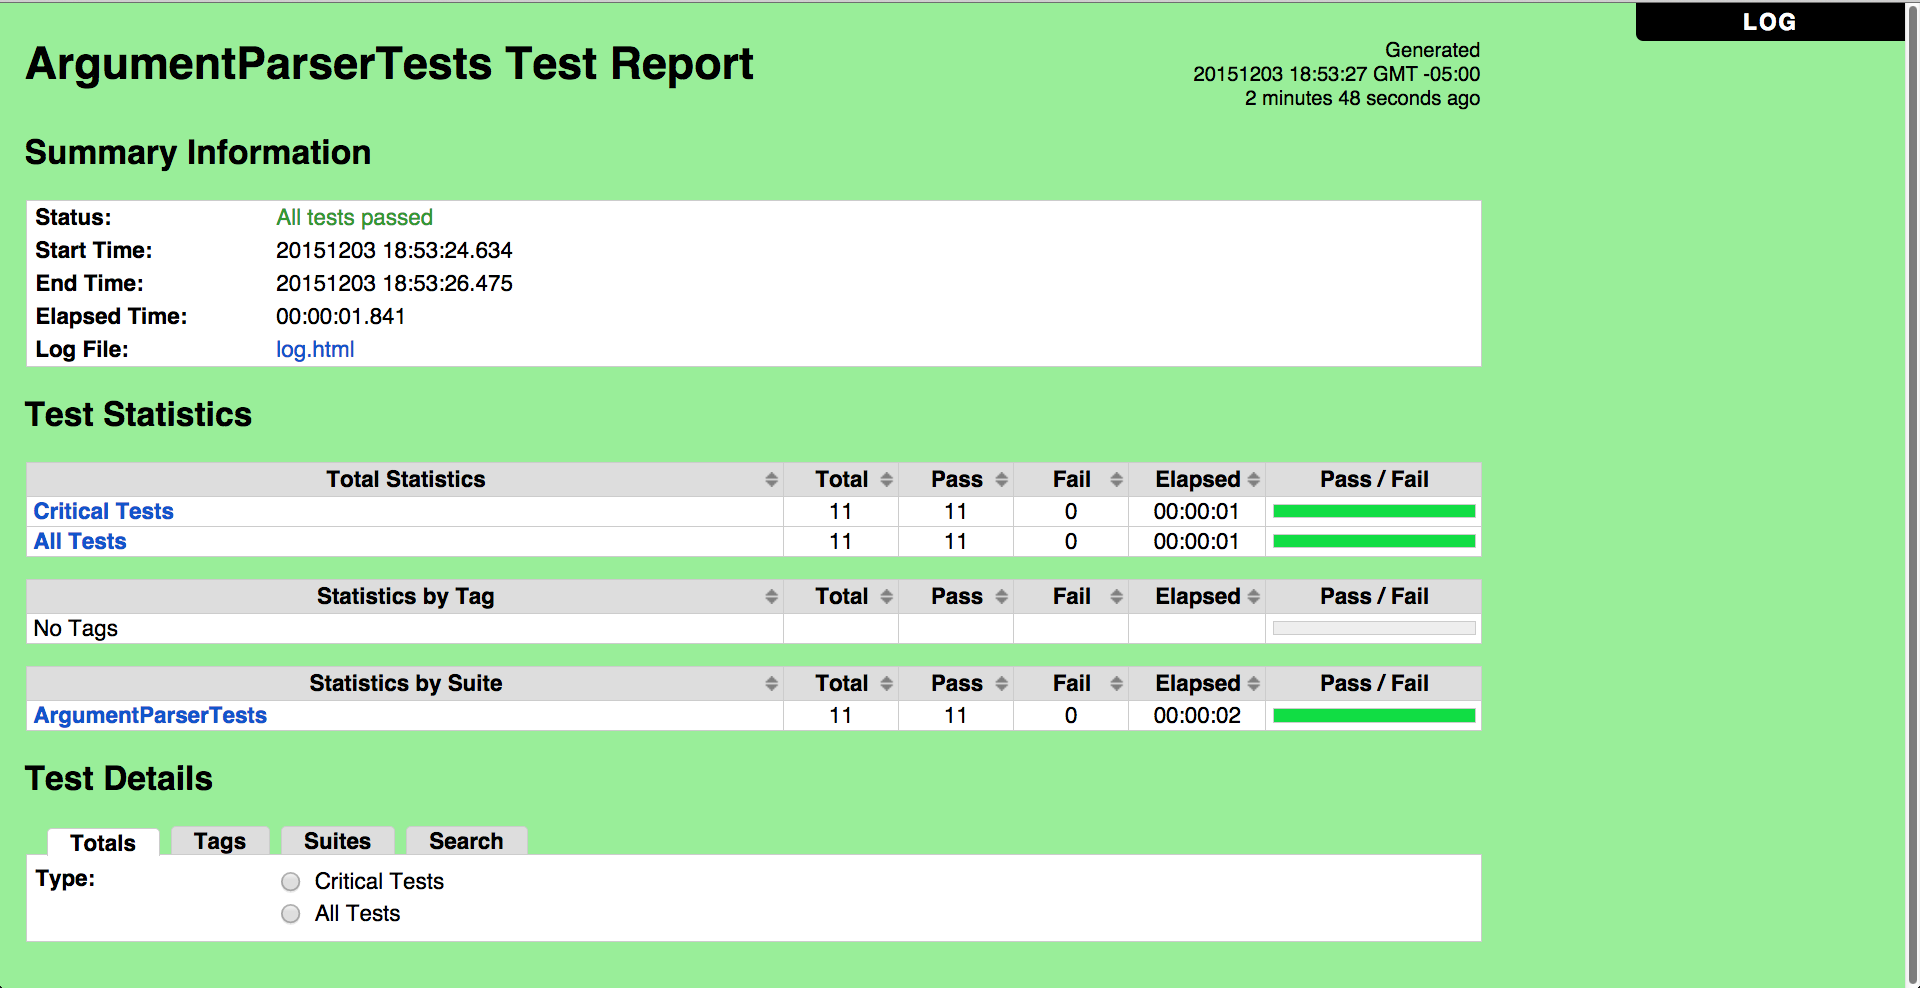 LOG
ArgumentParserTests Test Report
Generated
20151203 18:53:27 GMT -05:00
2 minutes 48 seconds ago
Summary Information
Status: All tests passed
Start Time: 20151203 18:53:24.634
End Time: 20151203 18:53:26.475
Elapsed Time: 00:00:01.841
Log File: log.html
Test Statistics
Total Statistics Total Pass Fail Elapsed Pass / Fail
Critical Tests 11 11 0 00:00:01
All Tests 11 11 0 00:00:01
Statistics by Tag Total Pass Fail Elapsed Pass / Fail
No Tags
Statistics by Suite Total Pass Fail Elapsed Pass / Fail
ArgumentParserTests 11 11 0 00:00:02
Test Details
Totals Tags Suites Search
Type: Critical Tests
All Tests